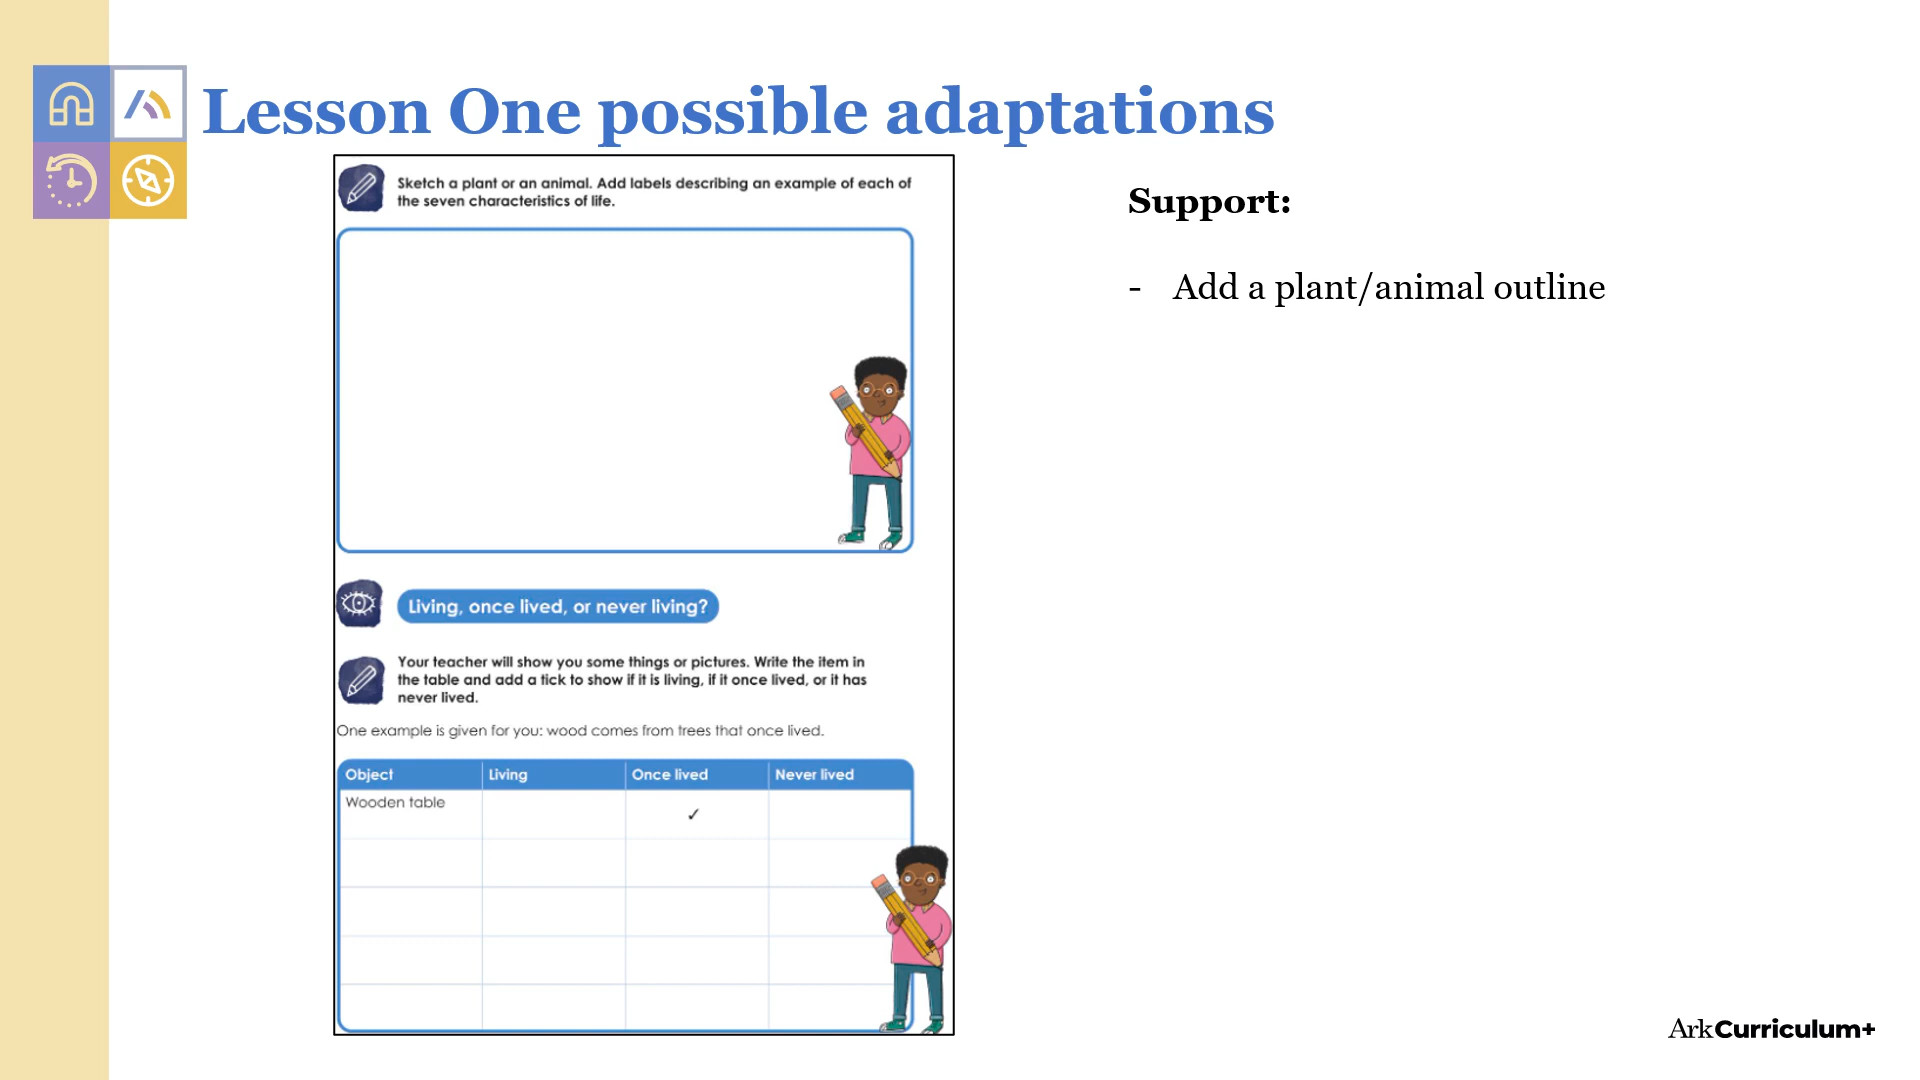 Lesson One possible adaptations
Sketch a plant or an animal. Add labels describing an example of each of
the seven characteristics of life.
Living, once lived, or never living?
Your teacher will show you some things or pictures. Write the item in
the table and add a tick to show if it is living, if it once lived, or it has
never lived.
One example is given for you: wood comes from trees that once lived.
Object Living Once lived Never lived
Wooden table ✓
Support:
- Add a plant/animal outline
ArkCurriculum+